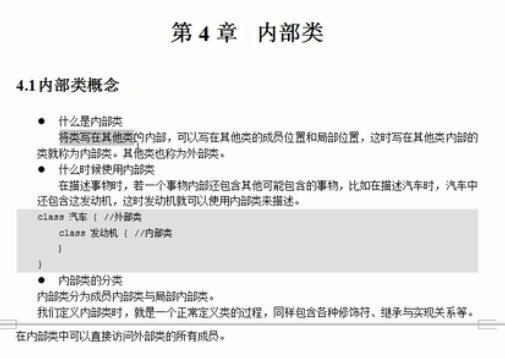 第 4 章 内部类
4.1内部类概念
● 什么是内部类
将类写在其他类的内部，可以写在其他类的成员位置和局部位置，这时写在其他类内部的
类就称为内部类。其他类也称为外部类。
● 什么时候使用内部类
在描述事物时，若一个事物内部还包含其他可能包含的事物，比如在描述汽车时，汽车中
还包含这发动机，这时发动机就可以使用内部类来描述。
class 汽车 { //外部类
class 发动机 { //内部类
}
}
● 内部类的分类
内部类分为成员内部类与局部内部类。
我们定义内部类时，就是一个正常定义类的过程，同样包含各种修饰符、继承与实现关系等。
在内部类中可以直接访问外部类的所有成员。